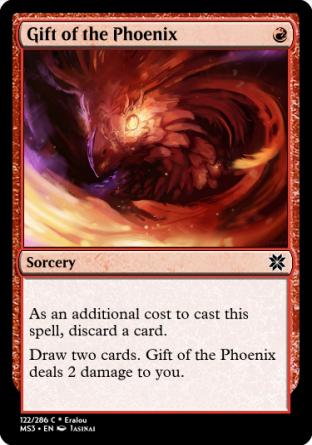 Gift of the Phoenix
Sorcery
As an additional cost to cast this
spell, discard a card.
Draw two cards. Gift of the Phoenix
deals 2 damage to you.
122/286 C * Eralou
MS3 • EN JASINAI